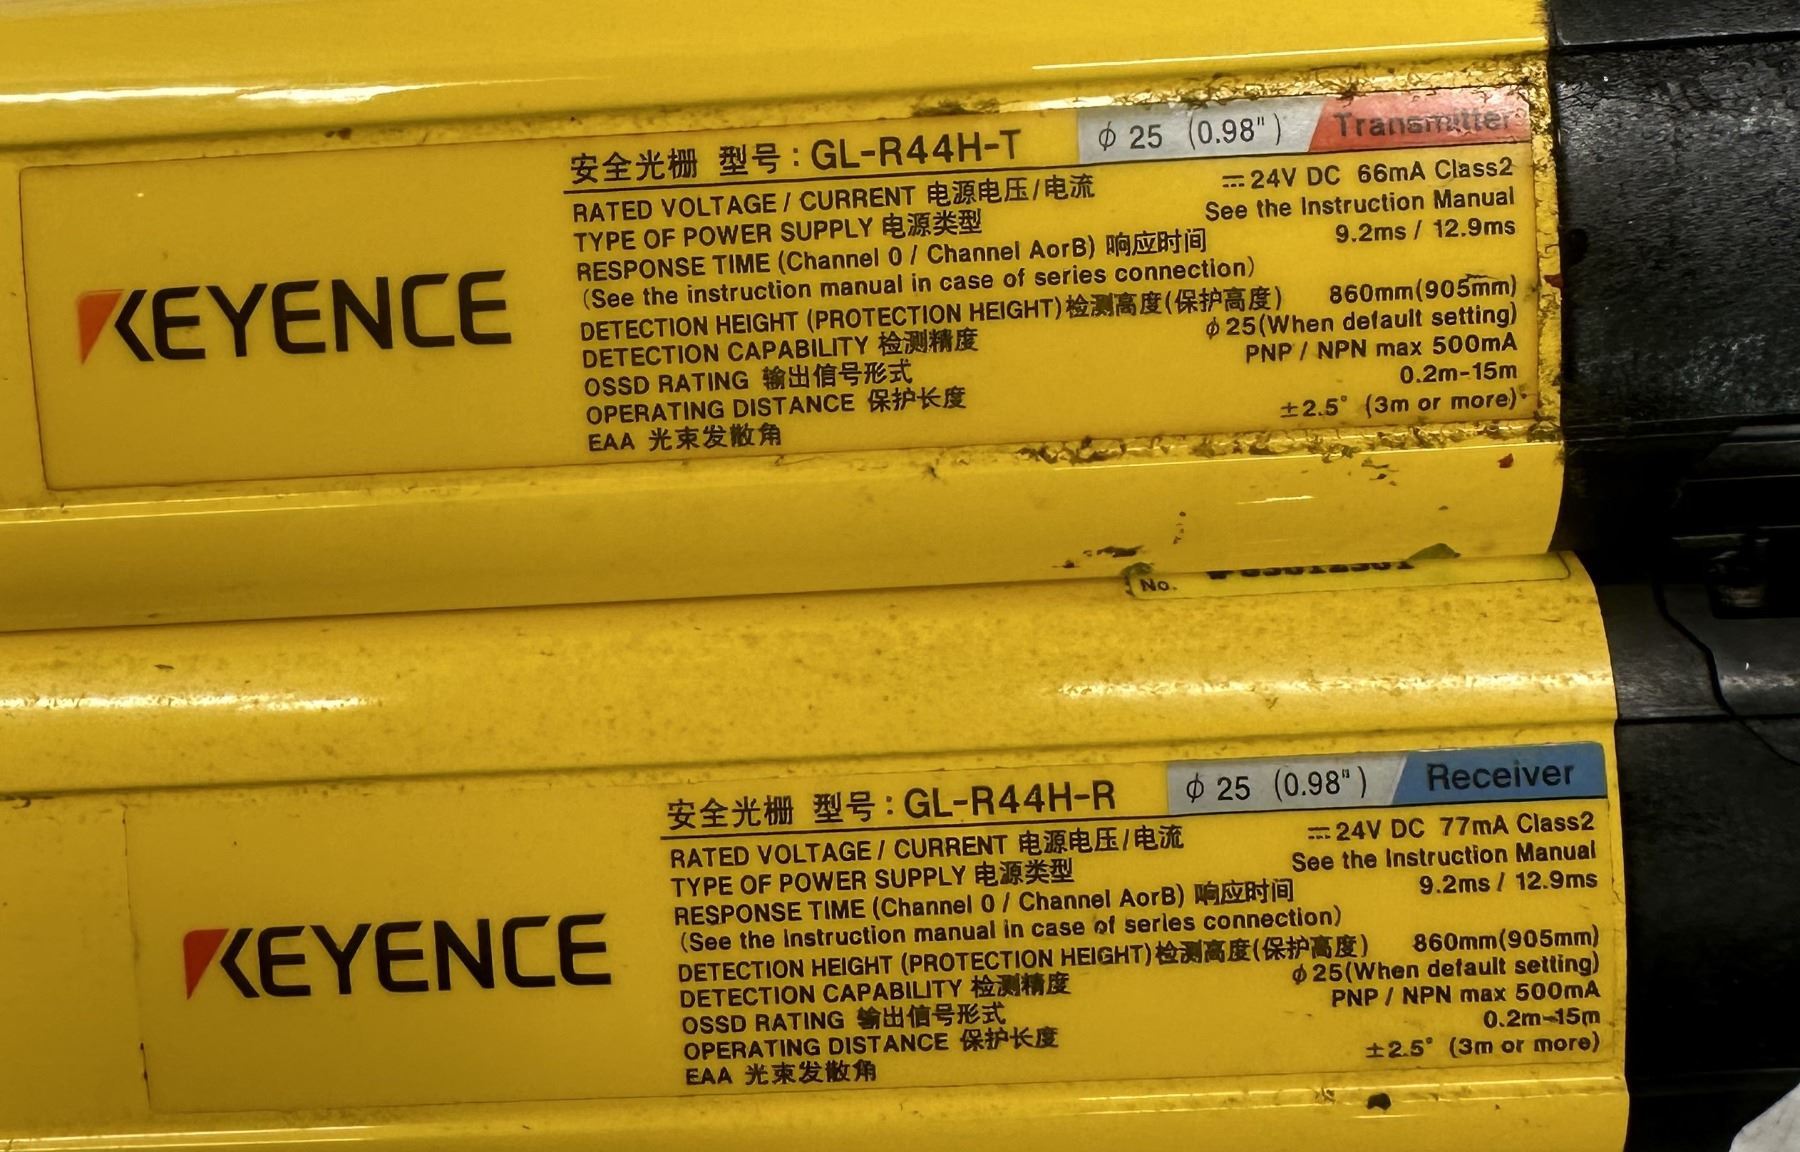 安全光栅 型号:GL-R44H-T
φ 25 (0.98") Transmitter
KEYENCE
RATED VOLTAGE / CURRENT 电源电压/电流 ⎓24V DC 66mA Class2
TYPE OF POWER SUPPLY 电源类型 See the Instruction Manual
RESPONSE TIME (Channel 0 / Channel AorB) 响应时间 9.2ms / 12.9ms
(See the instruction manual in case of series connection)
DETECTION HEIGHT (PROTECTION HEIGHT)检测高度(保护高度) 860mm(905mm)
DETECTION CAPABILITY 检测精度 φ25(When default setting)
OSSD RATING 输出信号形式 PNP / NPN max 500mA
OPERATING DISTANCE 保护长度 0.2m-15m
EAA 光束发散角 ±2.5° (3m or more)
No.
安全光栅 型号:GL-R44H-R
φ 25 (0.98") Receiver
KEYENCE
RATED VOLTAGE / CURRENT 电源电压/电流 ⎓24V DC 77mA Class2
TYPE OF POWER SUPPLY 电源类型 See the Instruction Manual
RESPONSE TIME (Channel 0 / Channel AorB) 响应时间 9.2ms / 12.9ms
(See the instruction manual in case of series connection)
DETECTION HEIGHT (PROTECTION HEIGHT)检测高度(保护高度) 860mm(905mm)
DETECTION CAPABILITY 检测精度 φ25(When default setting)
OSSD RATING 输出信号形式 PNP / NPN max 500mA
OPERATING DISTANCE 保护长度 0.2m-15m
EAA 光束发散角 ±2.5° (3m or more)